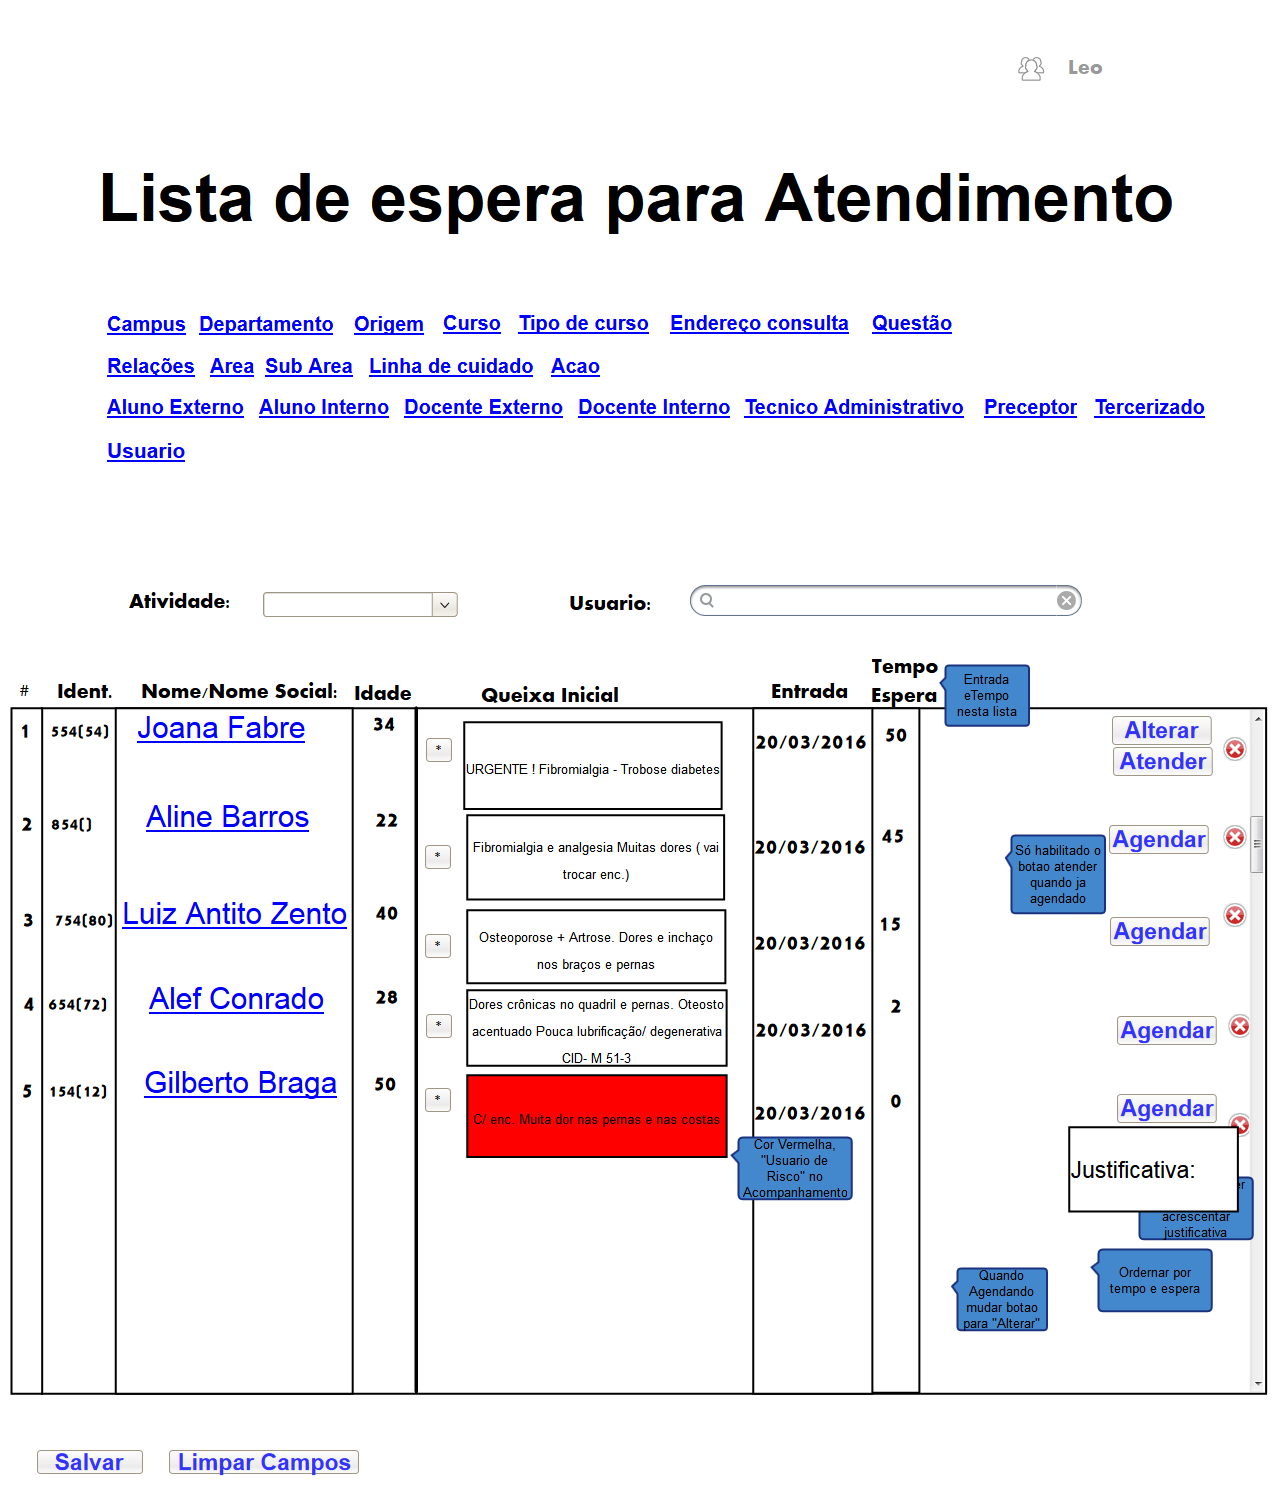 Leo
Lista de espera para Atendimento
Campus Departamento Origem Curso Tipo de curso Endereço consulta Questão
Relações Area Sub Area Linha de cuidado Acao
Aluno Externo Aluno Interno Docente Externo Docente Interno Tecnico Administrativo Preceptor Tercerizado
Usuario
Atividade: Usuario:
# Ident. Nome/Nome Social: Idade Queixa Inicial Entrada Tempo
Espera
Entrada
eTempo
nesta lista
1 554(54) Joana Fabre 34 * URGENTE ! Fibromialgia - Trobose diabetes 20/03/2016 50 Alterar
Atender
2 854() Aline Barros 22 * Fibromialgia e analgesia Muitas dores ( vai
trocar enc.) 20/03/2016 45 Agendar
Só habilitado o
botao atender
quando ja
agendado
3 754(80) Luiz Antito Zento 40 * Osteoporose + Artrose. Dores e inchaço
nos braços e pernas 20/03/2016 15 Agendar
4 654(72) Alef Conrado 28 * Dores crônicas no quadril e pernas. Oteosto
acentuado Pouca lubrificação/ degenerativa
CID- M 51-3 20/03/2016 2 Agendar
5 154(12) Gilberto Braga 50 * C/ enc. Muita dor nas pernas e nas costas 20/03/2016 0 Agendar
Cor Vermelha,
"Usuario de
Risco" no
Acompanhamento
Justificativa:
acrescentar
justificativa
Ordernar por
tempo e espera
Quando
Agendando
mudar botao
para "Alterar"
Salvar Limpar Campos